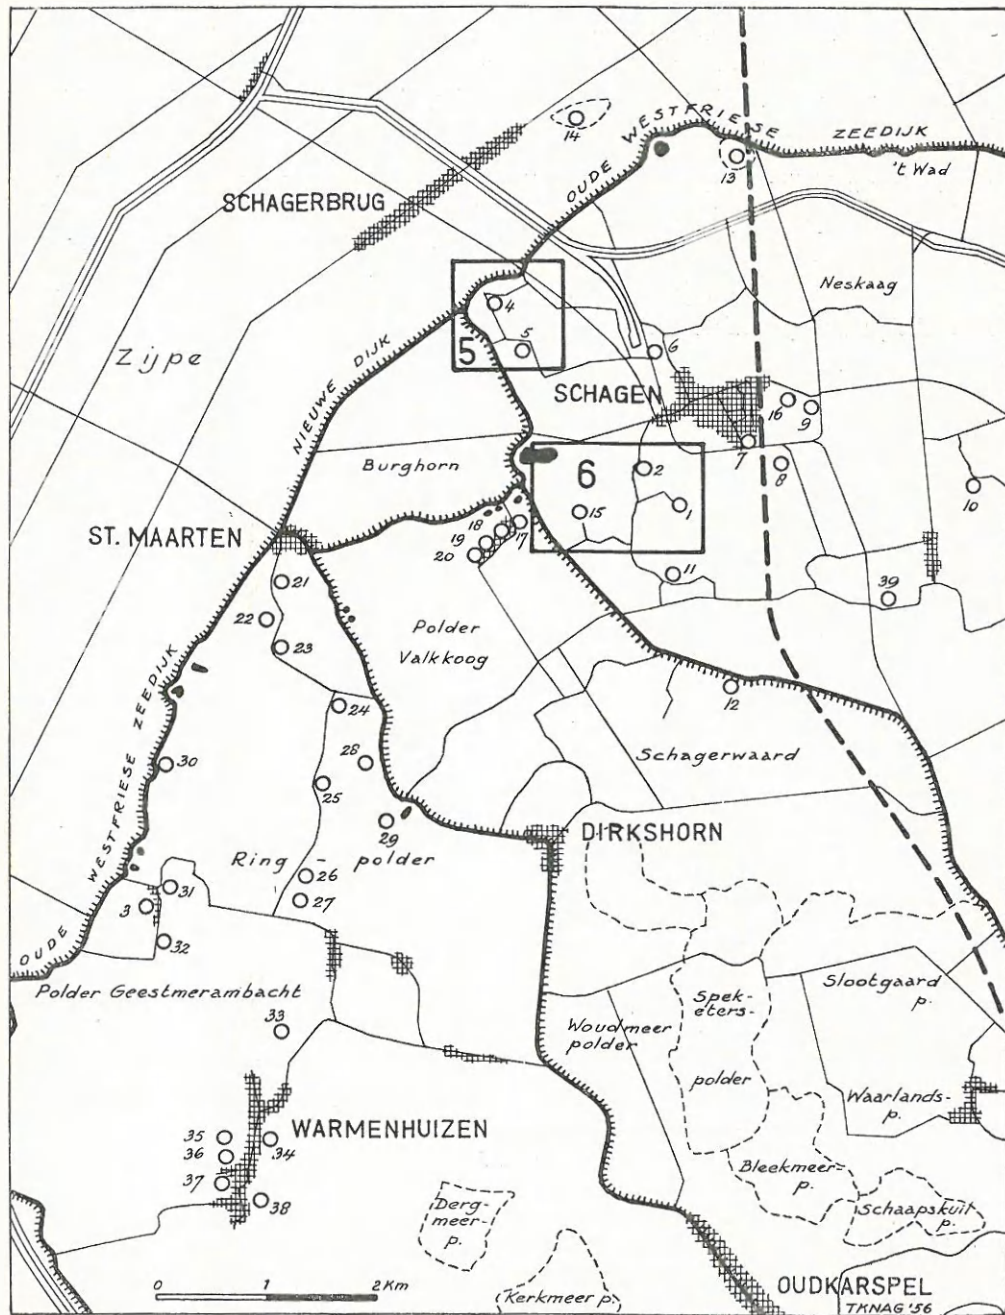 14
OUDE WESTFRIESE ZEEDIJK
't Wad
13
SCHAGERBRUG
Neskaag
4
5
5
6
Zijpe
NIEUWE DIJK
SCHAGEN
16
9
7
8
Burghorn
6
2
15
1
10
ST. MAARTEN
18
19
17
20
11
39
21
22
23
Polder
Valkkoog
24
12
28
Schagerwaard
30
25
29
DIRKSHORN
OUDE WESTFRIESE ZEEDIJK
Ring - polder
26
31
3
27
32
Polder Geestmerambacht
Spek-
eters-
polder
Slootgaard
p.
33
Woudmeer
polder
Waarlands-
p.
35
WARMENHUIZEN
36
34
37
38
Bleekmeer-
p.
Derg-
meer-
p.
Schaapskuil
p.
0 1 2 Km
OUDKARSPEL
Kerkmeer p.
TKNAG '56